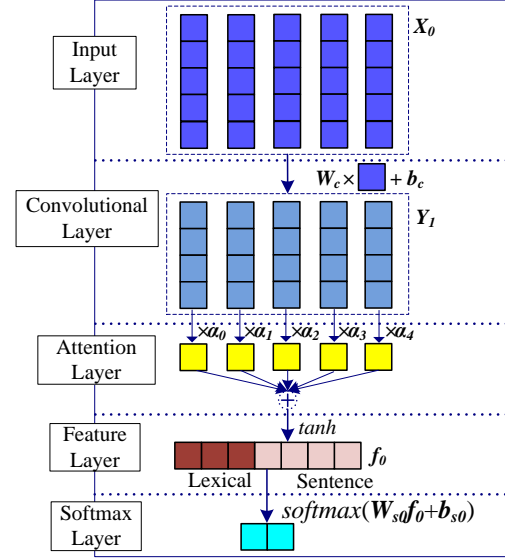 Input
Layer
X0
Wc × + bc
Convolutional
Layer
Y1
×α0 ×α1 ×α2 ×α3 ×α4
Attention
Layer
+
tanh
Feature
Layer
f0
Lexical Sentence
Softmax
Layer
softmax(Ws0f0+bs0)